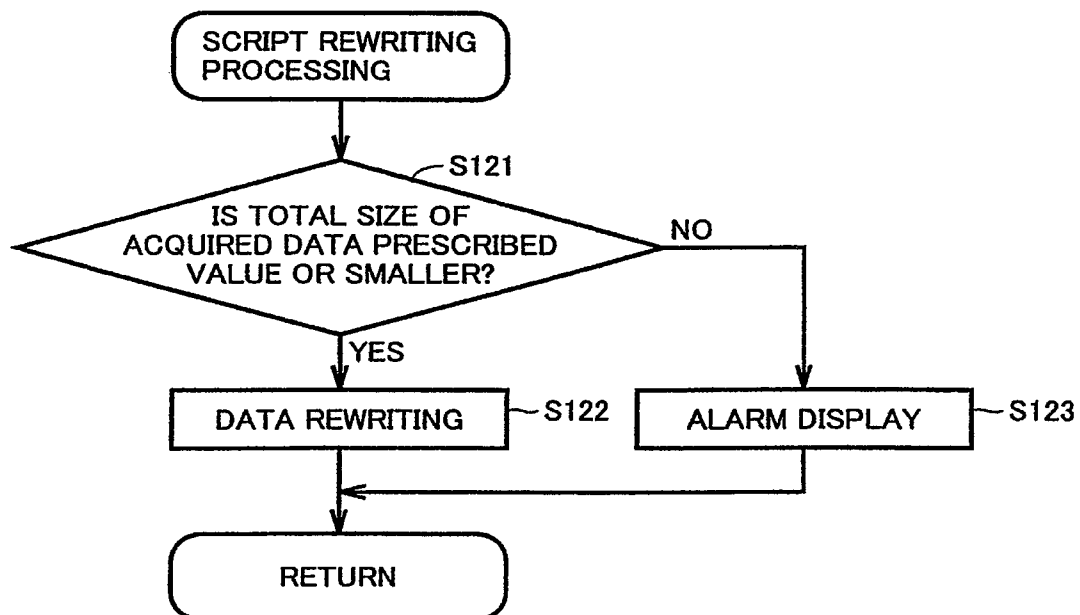 SCRIPT REWRITING
PROCESSING
S121
IS TOTAL SIZE OF
ACQUIRED DATA PRESCRIBED
VALUE OR SMALLER?
NO
YES
DATA REWRITING
S122
ALARM DISPLAY
S123
RETURN